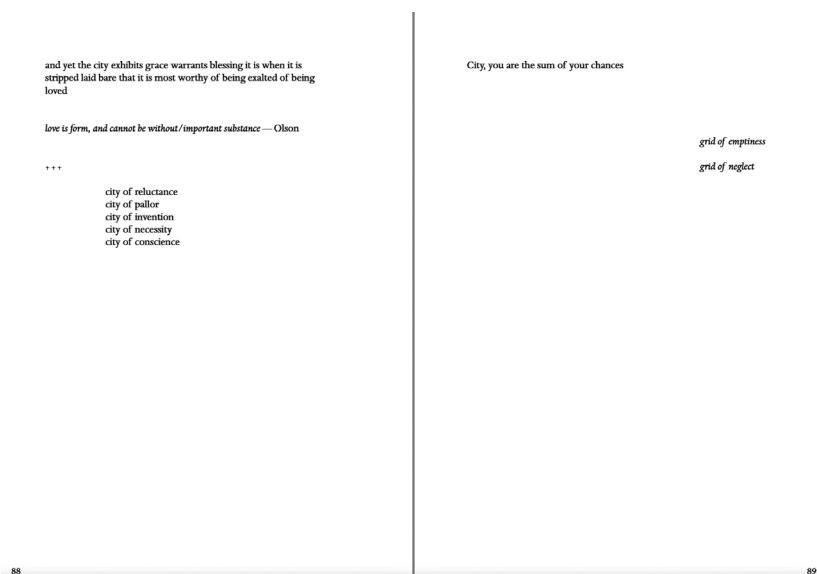 and yet the city exhibits grace warrants blessing it is when it is
stripped laid bare that it is most worthy of being exalted of being
loved
love is form, and cannot be without/important substance — Olson
+++
city of reluctance
city of pallor
city of invention
city of necessity
city of conscience
88
City, you are the sum of your chances
grid of emptiness
grid of neglect
89